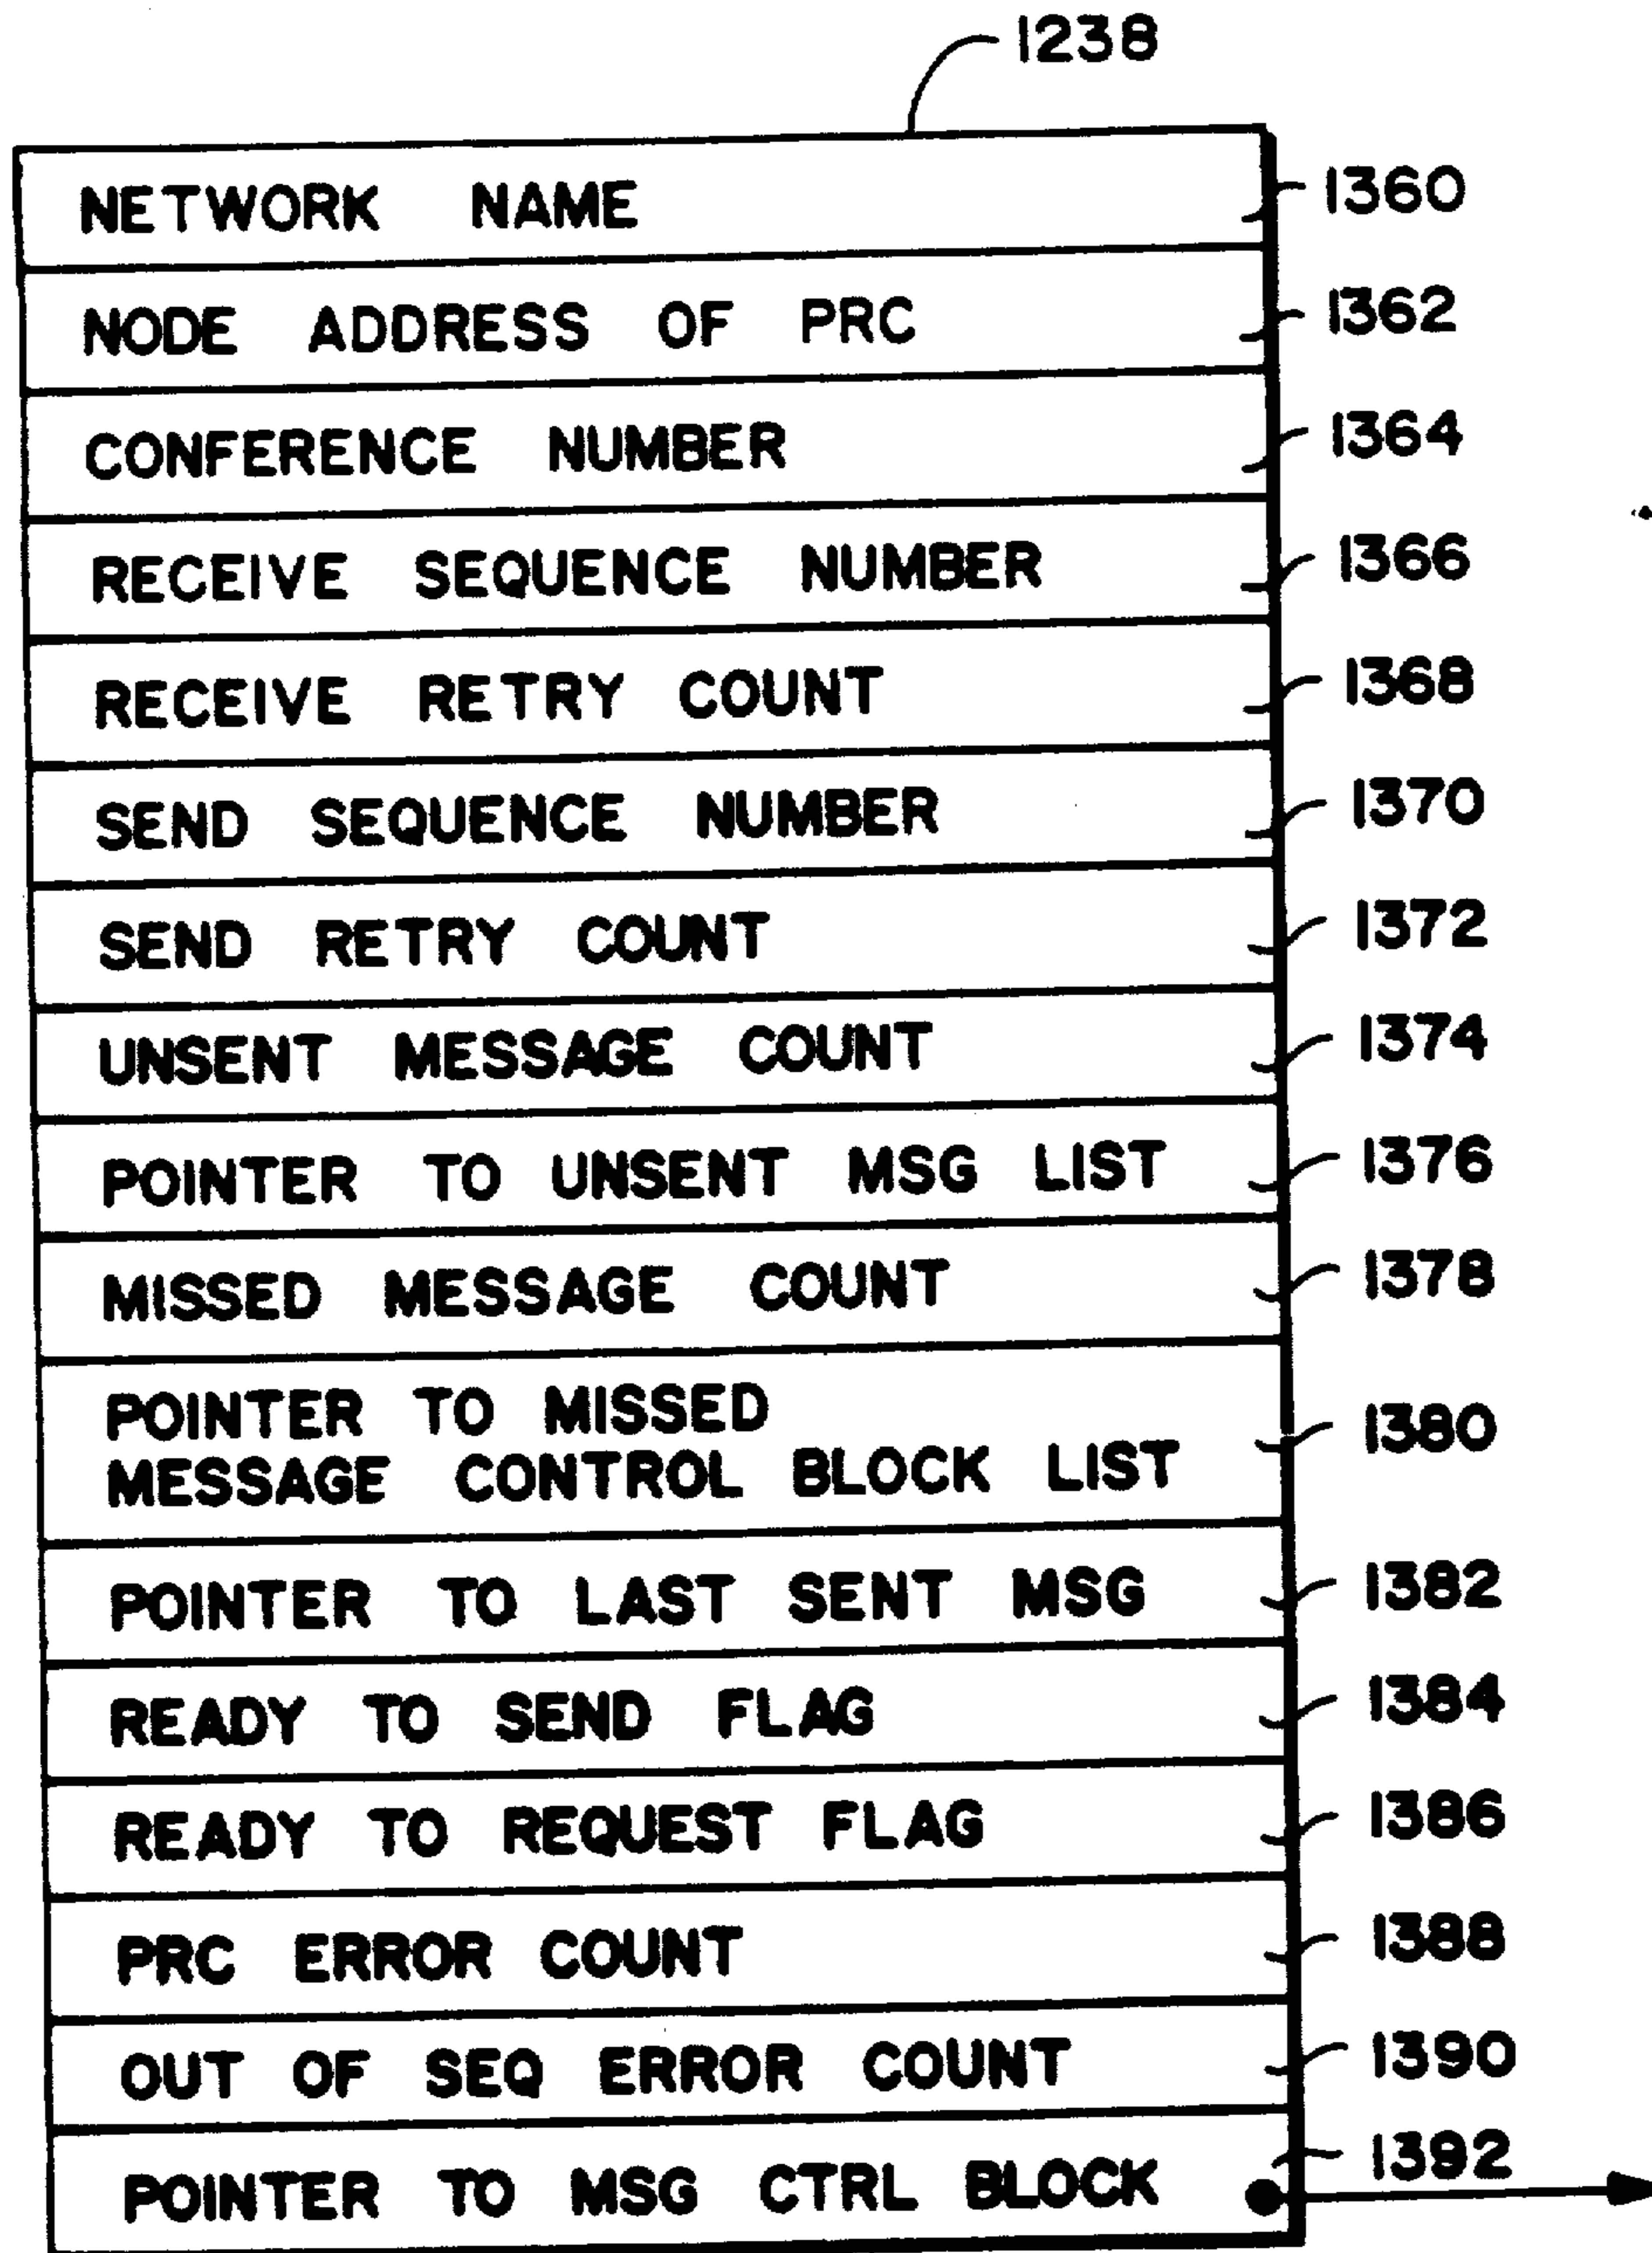 1238
NETWORK NAME 1360
NODE ADDRESS OF PRC 1362
CONFERENCE NUMBER 1364
RECEIVE SEQUENCE NUMBER 1366
RECEIVE RETRY COUNT 1368
SEND SEQUENCE NUMBER 1370
SEND RETRY COUNT 1372
UNSENT MESSAGE COUNT 1374
POINTER TO UNSENT MSG LIST 1376
MISSED MESSAGE COUNT 1378
POINTER TO MISSED
MESSAGE CONTROL BLOCK LIST 1380
POINTER TO LAST SENT MSG 1382
READY TO SEND FLAG 1384
READY TO REQUEST FLAG 1386
PRC ERROR COUNT 1388
OUT OF SEQ ERROR COUNT 1390
POINTER TO MSG CTRL BLOCK 1392